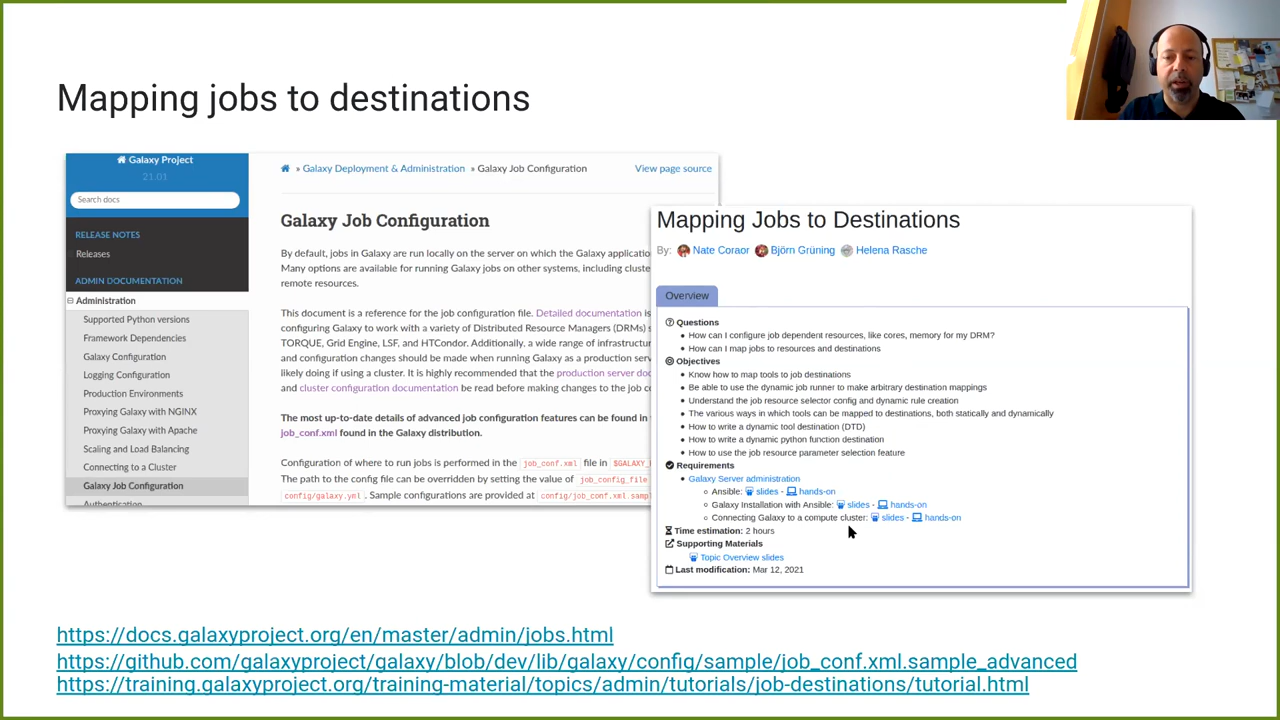 Mapping jobs to destinations
Galaxy Project
21.01
Search docs
RELEASE NOTES
Releases
ADMIN DOCUMENTATION
Administration
Supported Python versions
Framework Dependencies
Galaxy Configuration
Logging Configuration
Production Environments
Proxying Galaxy with NGINX
Proxying Galaxy with Apache
Scaling and Load Balancing
Connecting to a Cluster
Galaxy Job Configuration
Authentication
» Galaxy Deployment & Administration » Galaxy Job Configuration
View page source
Galaxy Job Configuration
By default, jobs in Galaxy are run locally on the server on which the Galaxy application
Many options are available for running Galaxy jobs on other systems, including cluste
remote resources.
This document is a reference for the job configuration file. Detailed documentation is
configuring Galaxy to work with a variety of Distributed Resource Managers (DRMs) s
TORQUE, Grid Engine, LSF, and HTCondor. Additionally, a wide range of infrastruct
and configuration changes should be made when running Galaxy as a production serv
likely doing if using a cluster. It is highly recommended that the production server doc
and cluster configuration documentation be read before making changes to the job c
The most up-to-date details of advanced job configuration features can be found in
job_conf.xml found in the Galaxy distribution.
Configuration of where to run jobs is performed in the job_conf.xml file in $GALAXY_
The path to the config file can be overridden by setting the value of job_config_file
config/galaxy.yml . Sample configurations are provided at config/job_conf.xml.samp
Mapping Jobs to Destinations
By: Nate Coraor Björn Grüning Helena Rasche
Overview
Questions
• How can I configure job dependent resources, like cores, memory for my DRM?
• How can I map jobs to resources and destinations
Objectives
• Know how to map tools to job destinations
• Be able to use the dynamic job runner to make arbitrary destination mappings
• Understand the job resource selector config and dynamic rule creation
• The various ways in which tools can be mapped to destinations, both statically and dynamically
• How to write a dynamic tool destination (DTD)
• How to write a dynamic python function destination
• How to use the job resource parameter selection feature
Requirements
• Galaxy Server administration
Ansible: slides - hands-on
Galaxy Installation with Ansible: slides - hands-on
Connecting Galaxy to a compute cluster: slides - hands-on
Time estimation: 2 hours
Supporting Materials
Topic Overview slides
Last modification: Mar 12, 2021
https://docs.galaxyproject.org/en/master/admin/jobs.html
https://github.com/galaxyproject/galaxy/blob/dev/lib/galaxy/config/sample/job_conf.xml.sample_advanced
https://training.galaxyproject.org/training-material/topics/admin/tutorials/job-destinations/tutorial.html